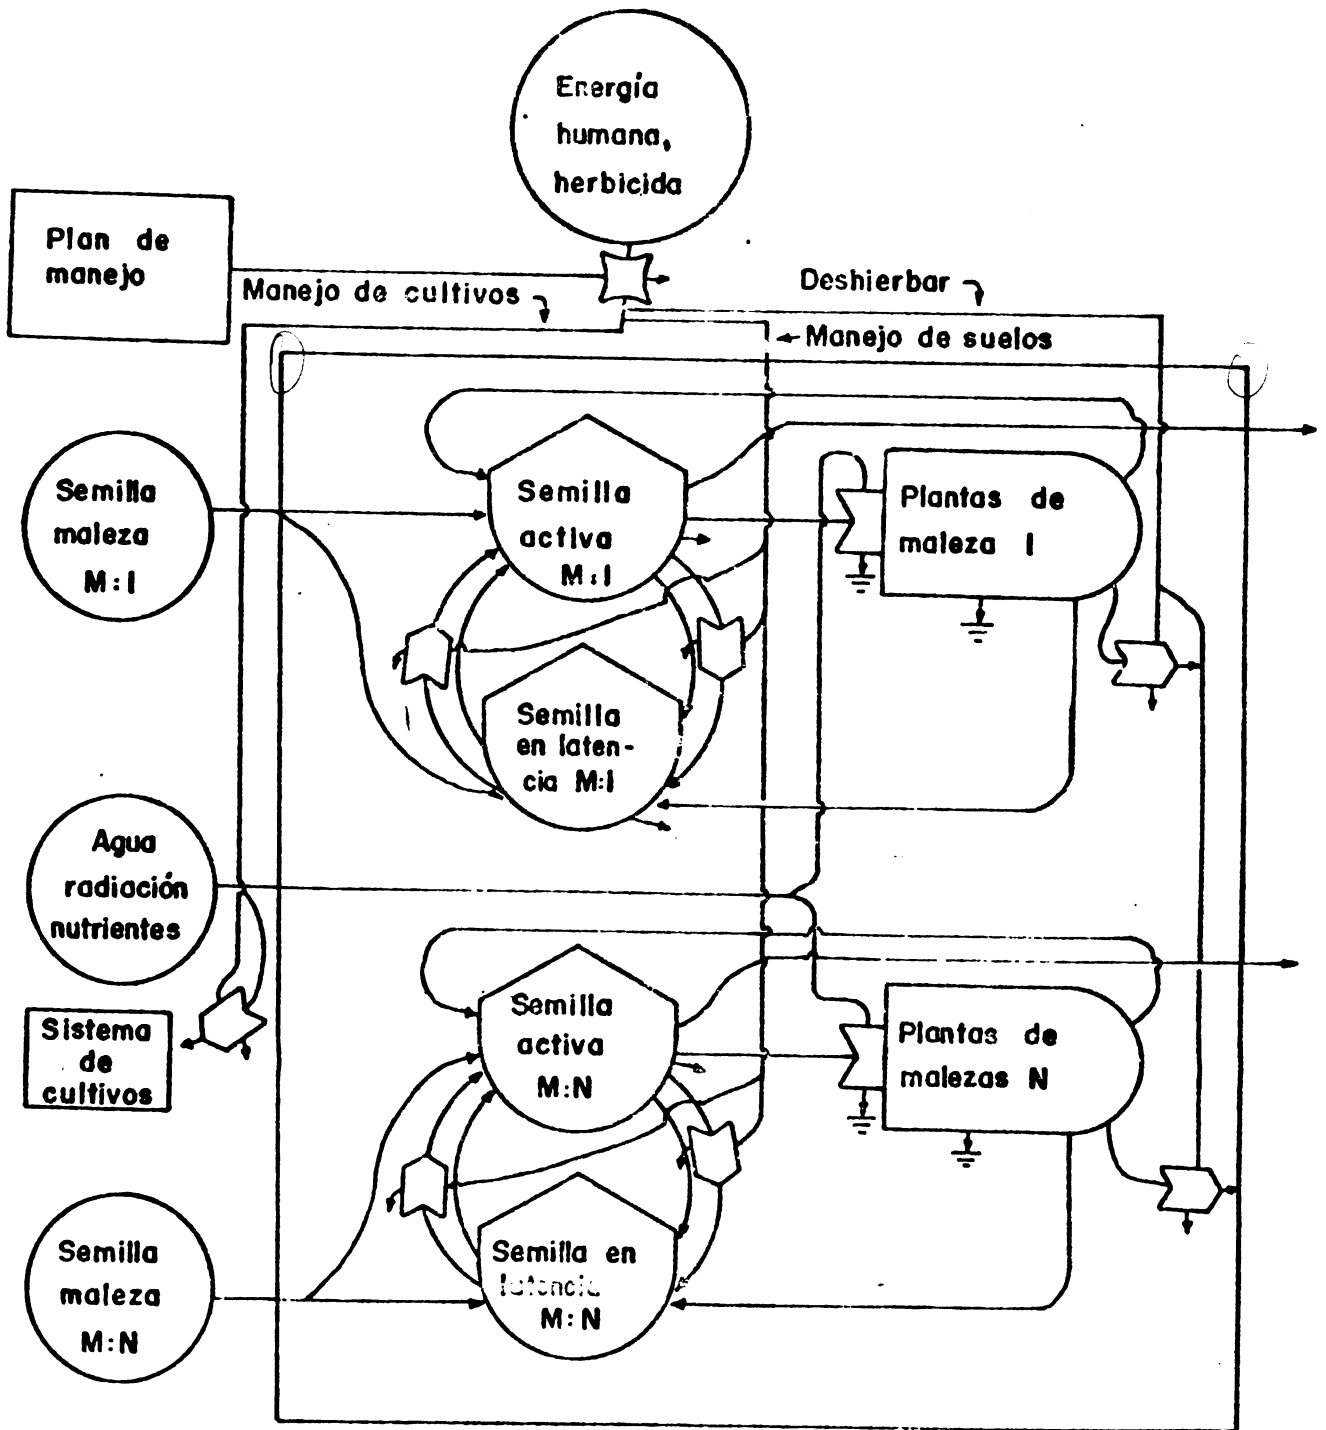 Energía
humana,
herbicida
Plan de
manejo
Manejo de cultivos
Deshierbar
Manejo de suelos
Semilla
maleza
M:I
Semilla
activa
M:I
Plantas de
maleza I
Semilla
en laten-
cia M:I
Agua
radiación
nutrientes
Sistema
de
cultivos
Semilla
activa
M:N
Plantas de
malezas N
Semilla
maleza
M:N
Semilla en
latencia
M:N